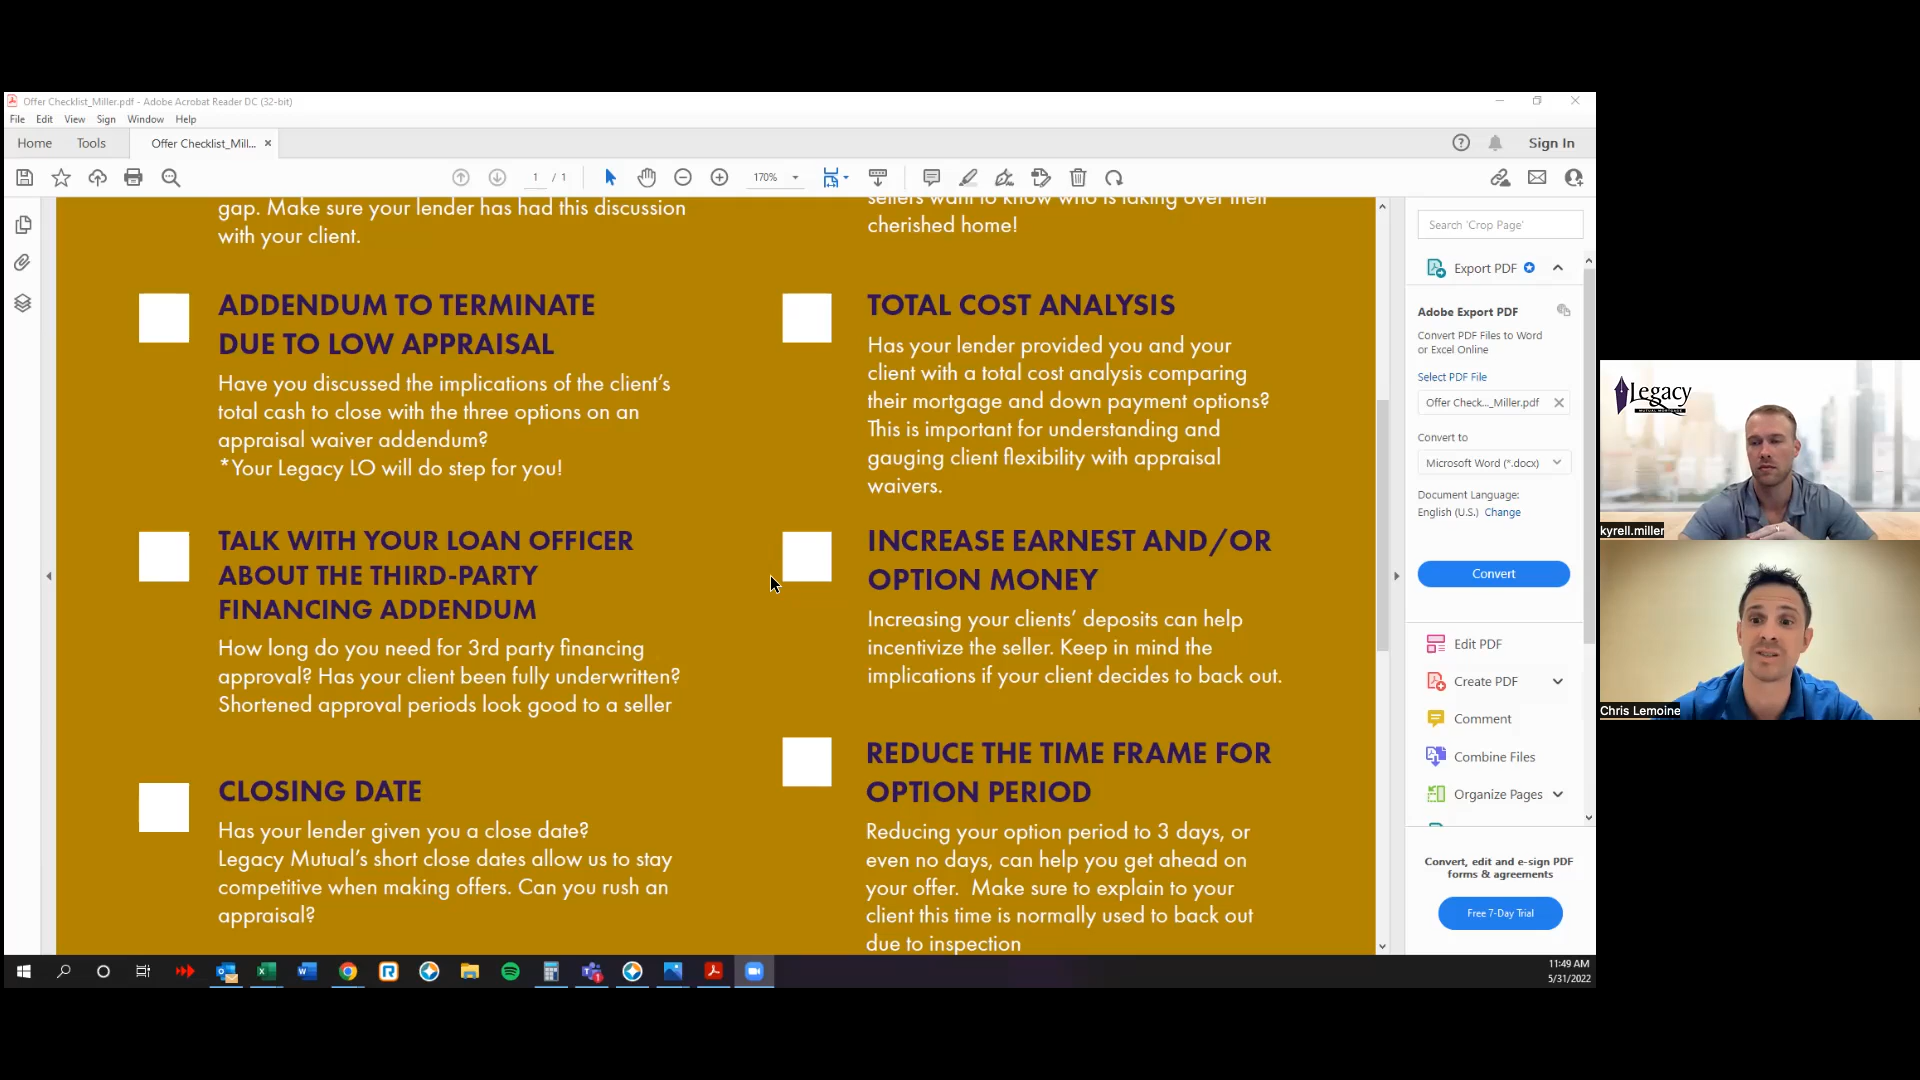 Offer Checklist_Miller.pdf - Adobe Acrobat Reader DC (32-bit)
File Edit View Sign Window Help
Home Tools Offer Checklist_Mill... ×
Sign In
1 / 1
170%
gap. Make sure your lender has had this discussion
with your client.
ADDENDUM TO TERMINATE
DUE TO LOW APPRAISAL
Have you discussed the implications of the client's
total cash to close with the three options on an
appraisal waiver addendum?
*Your Legacy LO will do step for you!
TALK WITH YOUR LOAN OFFICER
ABOUT THE THIRD-PARTY
FINANCING ADDENDUM
How long do you need for 3rd party financing
approval? Has your client been fully underwritten?
Shortened approval periods look good to a seller
CLOSING DATE
Has your lender given you a close date?
Legacy Mutual's short close dates allow us to stay
competitive when making offers. Can you rush an
appraisal?
sellers want to know who is taking over their
cherished home!
TOTAL COST ANALYSIS
Has your lender provided you and your
client with a total cost analysis comparing
their mortgage and down payment options?
This is important for understanding and
gauging client flexibility with appraisal
waivers.
INCREASE EARNEST AND/OR
OPTION MONEY
Increasing your clients' deposits can help
incentivize the seller. Keep in mind the
implications if your client decides to back out.
REDUCE THE TIME FRAME FOR
OPTION PERIOD
Reducing your option period to 3 days, or
even no days, can help you get ahead on
your offer.  Make sure to explain to your
client this time is normally used to back out
due to inspection
Search 'Crop Page'
Export PDF
Adobe Export PDF
Convert PDF Files to Word
or Excel Online
Select PDF File
Offer Check..._Miller.pdf
Convert to
Microsoft Word (*.docx)
Document Language:
English (U.S.) Change
Convert
Edit PDF
Create PDF
Comment
Combine Files
Organize Pages
Convert, edit and e-sign PDF
forms & agreements
Free 7-Day Trial
11:49 AM
5/31/2022
Legacy
kyrell.miller
Chris Lemoine